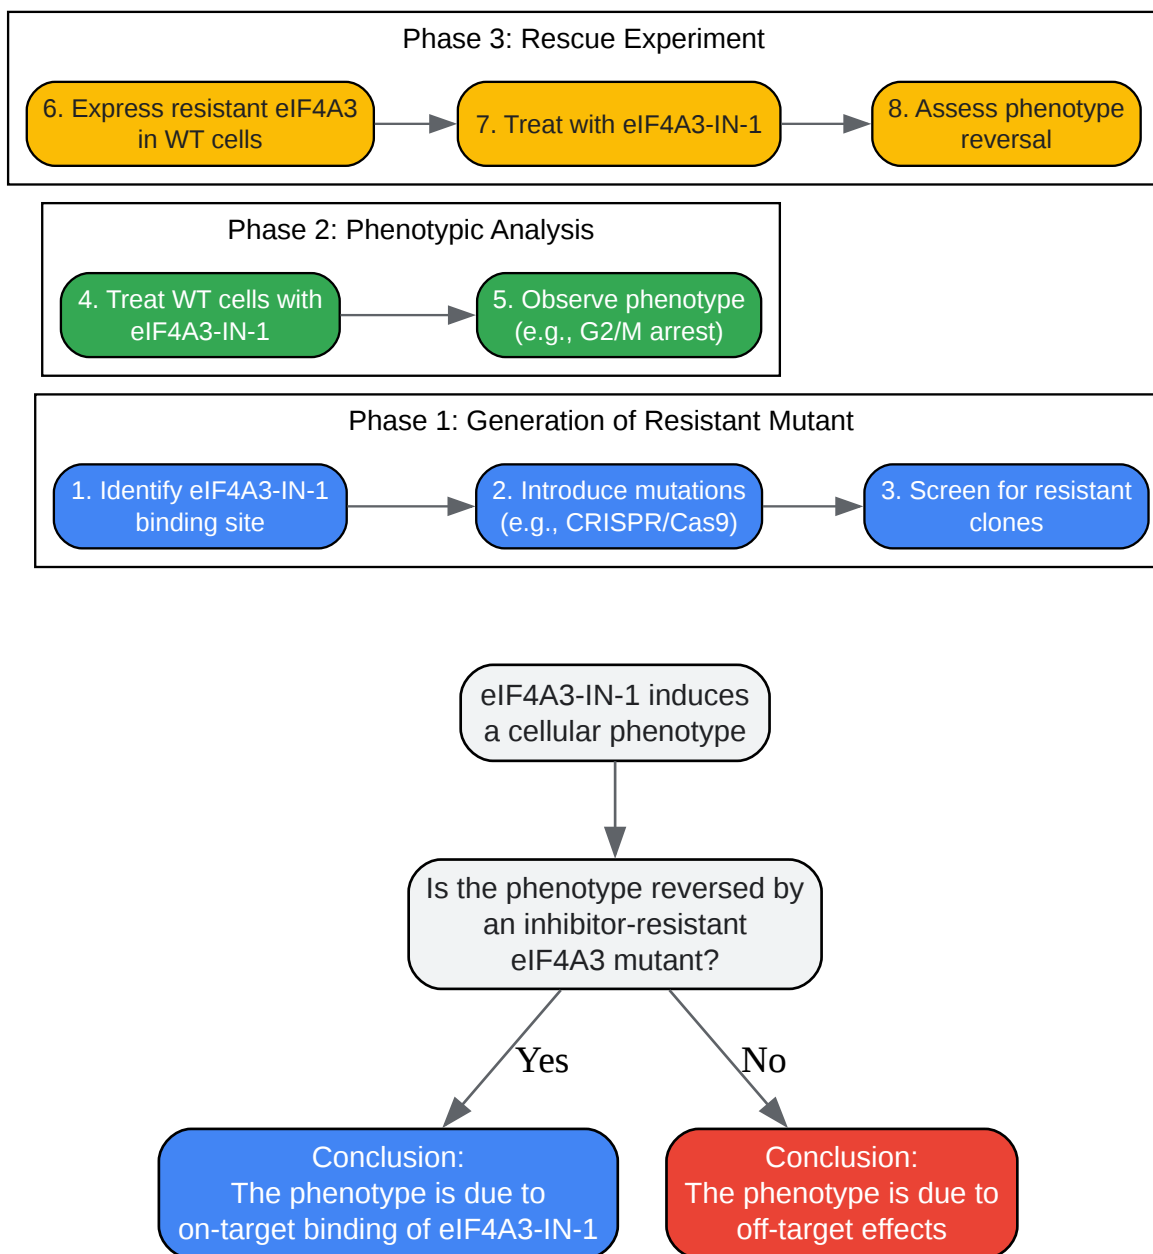 Phase 3: Rescue Experiment
6. Express resistant eIF4A3
in WT cells
7. Treat with eIF4A3-IN-1
8. Assess phenotype
reversal
Phase 2: Phenotypic Analysis
4. Treat WT cells with
eIF4A3-IN-1
5. Observe phenotype
(e.g., G2/M arrest)
Phase 1: Generation of Resistant Mutant
1. Identify eIF4A3-IN-1
binding site
2. Introduce mutations
(e.g., CRISPR/Cas9)
3. Screen for resistant
clones
eIF4A3-IN-1 induces
a cellular phenotype
Is the phenotype reversed by
an inhibitor-resistant
eIF4A3 mutant?
Yes
No
Conclusion:
The phenotype is due to
on-target binding of eIF4A3-IN-1
Conclusion:
The phenotype is due to
off-target effects